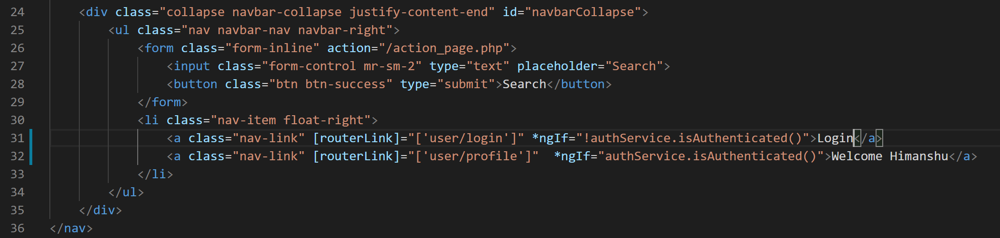 24 <div class="collapse navbar-collapse justify-content-end" id="navbarCollapse">
25 <ul class="nav navbar-nav navbar-right">
26 <form class="form-inline" action="/action_page.php">
27 <input class="form-control mr-sm-2" type="text" placeholder="Search">
28 <button class="btn btn-success" type="submit">Search</button>
29 </form>
30 <li class="nav-item float-right">
31 <a class="nav-link" [routerLink]="['user/login']" *ngIf="!authService.isAuthenticated()">Login</a>
32 <a class="nav-link" [routerLink]="['user/profile']"  *ngIf="authService.isAuthenticated()">Welcome Himanshu</a>
33 </li>
34 </ul>
35 </div>
36 </nav>